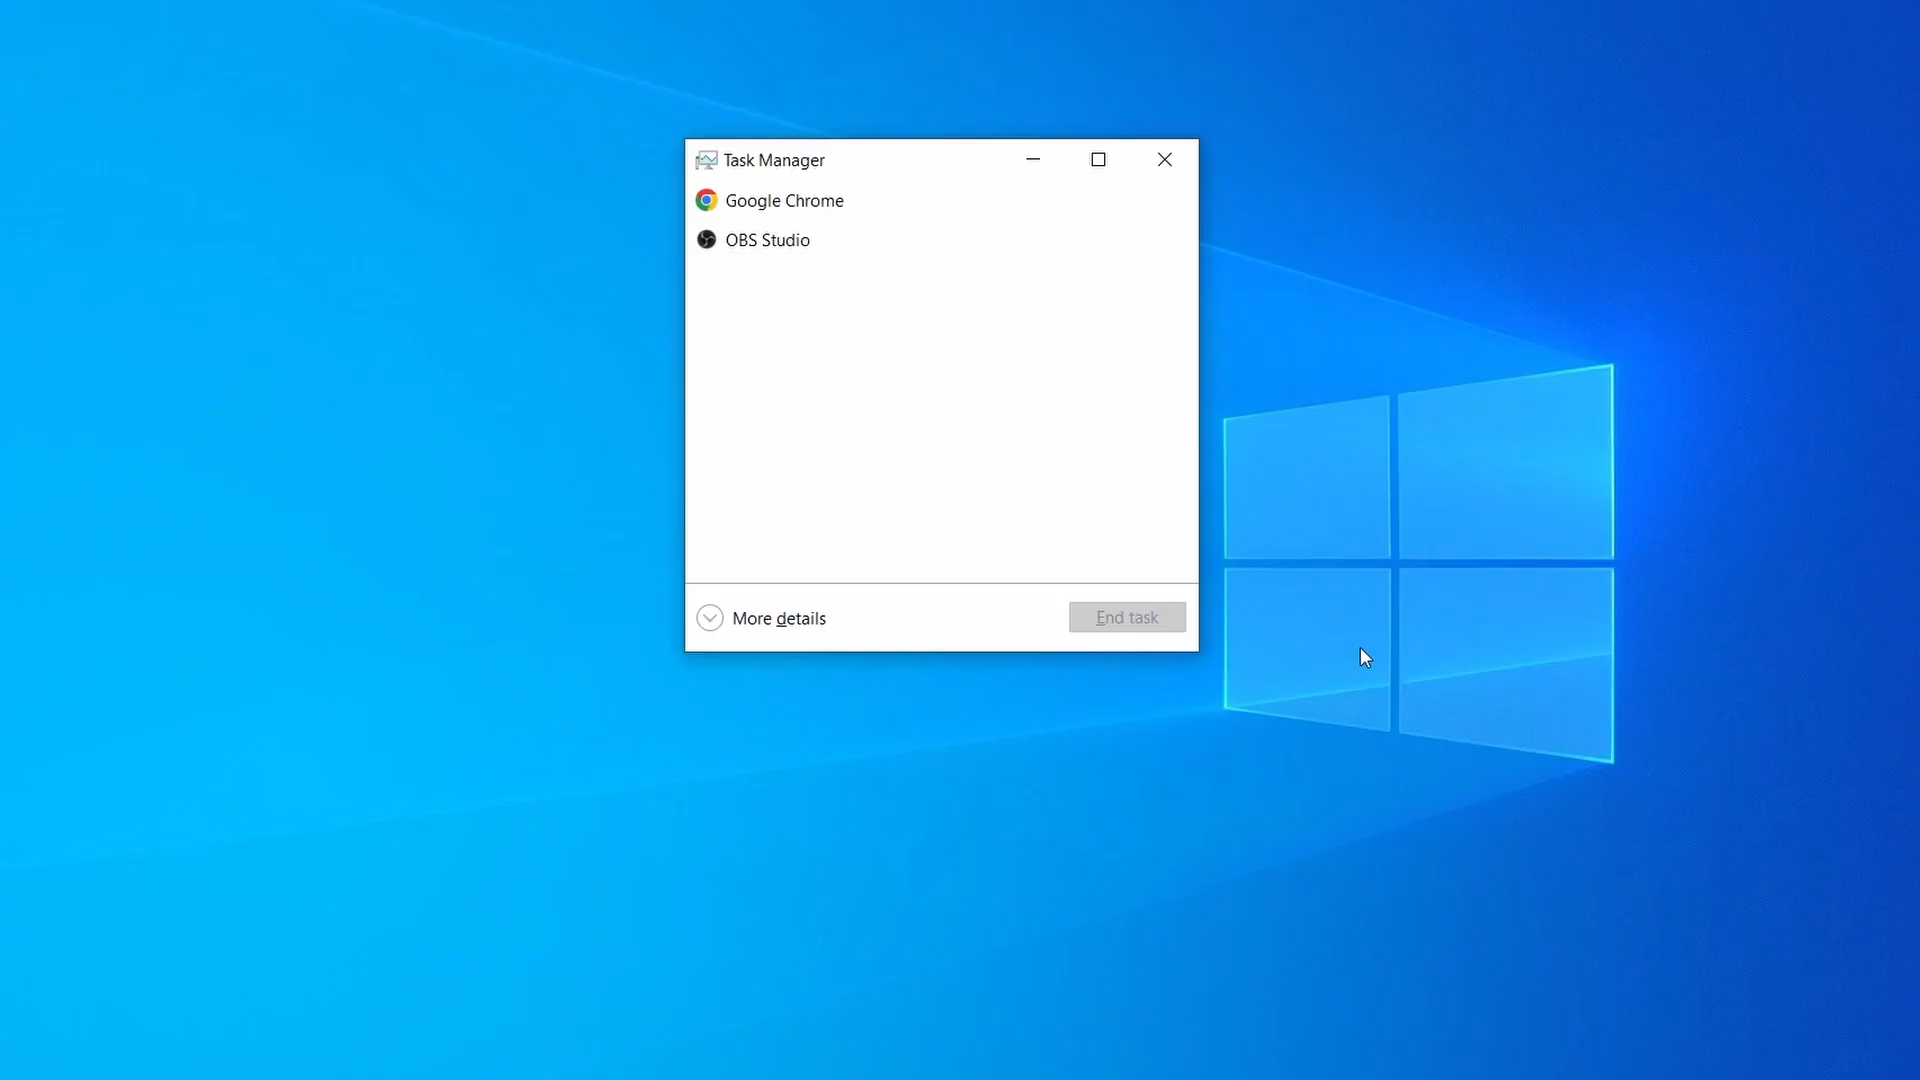 Task Manager
Google Chrome
OBS Studio
More details
End task